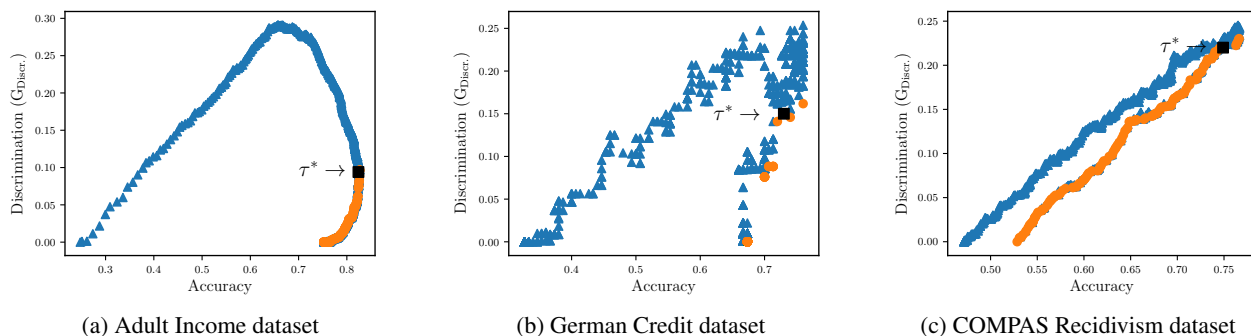 0.30
0.25
0.20
0.15
0.10
0.05
0.00
Discrimination (G_Discr.)
τ* →
0.3 0.4 0.5 0.6 0.7 0.8
Accuracy
(a) Adult Income dataset
0.25
0.20
0.15
0.10
0.05
0.00
Discrimination (G_Discr.)
τ* →
0.4 0.5 0.6 0.7
Accuracy
(b) German Credit dataset
0.25
0.20
0.15
0.10
0.05
0.00
Discrimination (G_Discr.)
τ* →
0.50 0.55 0.60 0.65 0.70 0.75
Accuracy
(c) COMPAS Recidivism dataset